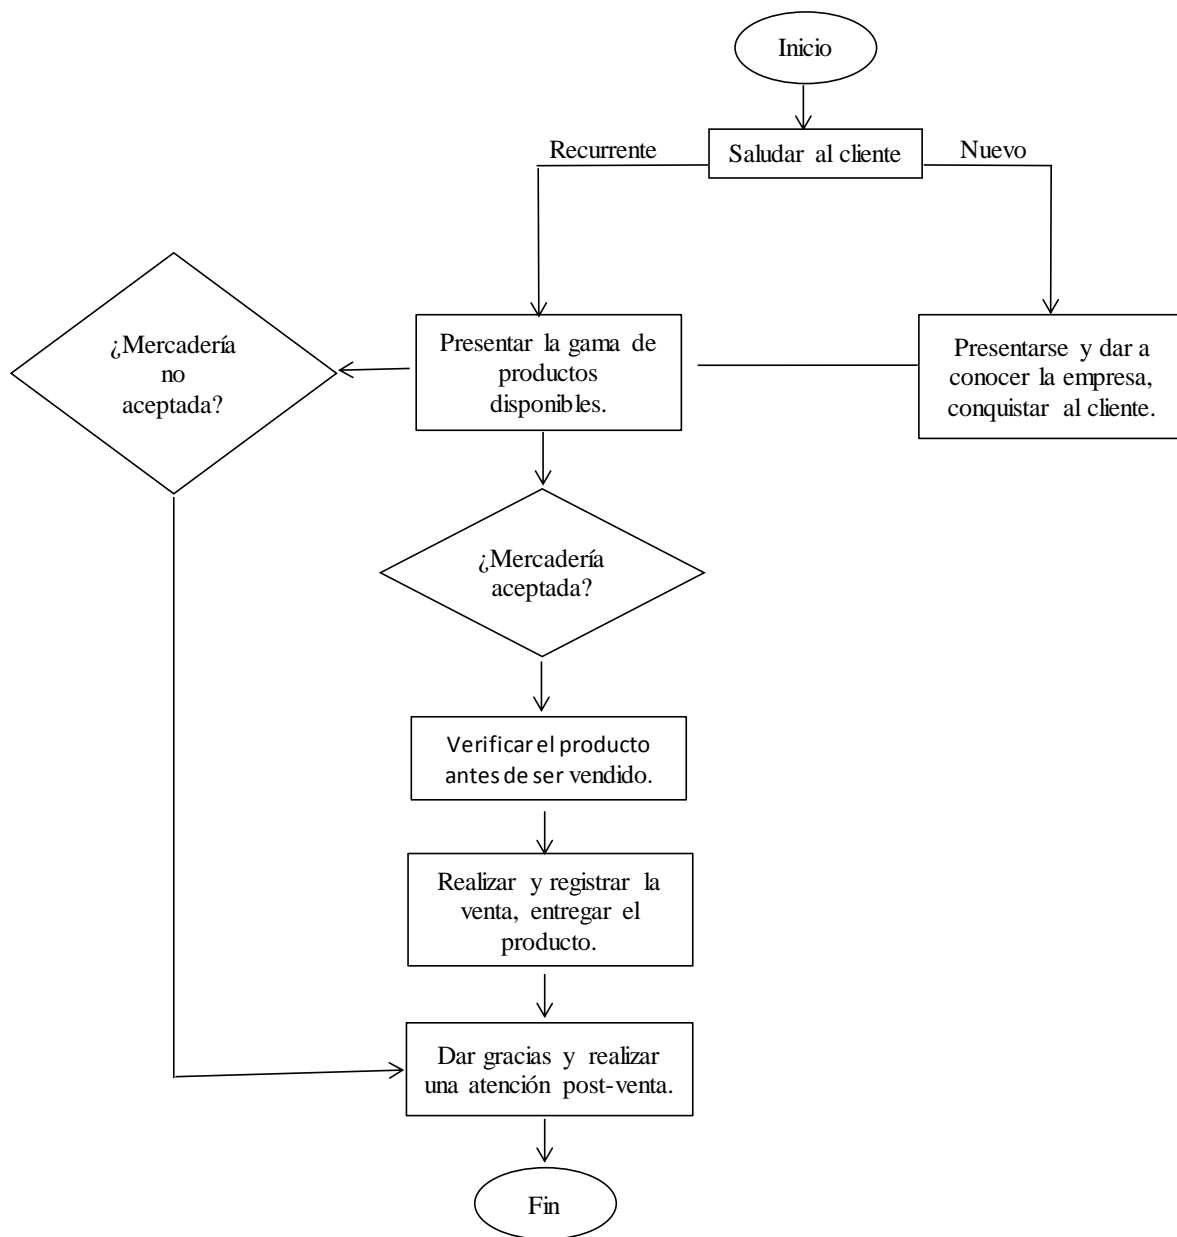 Inicio
Recurrente
Saludar al cliente
Nuevo
¿Mercadería
no
aceptada?
Presentar la gama de
productos
disponibles.
Presentarse y dar a
conocer la empresa,
conquistar al cliente.
¿Mercadería
aceptada?
Verificar el producto
antes de ser vendido.
Realizar y registrar la
venta, entregar el
producto.
Dar gracias y realizar
una atención post-venta.
Fin